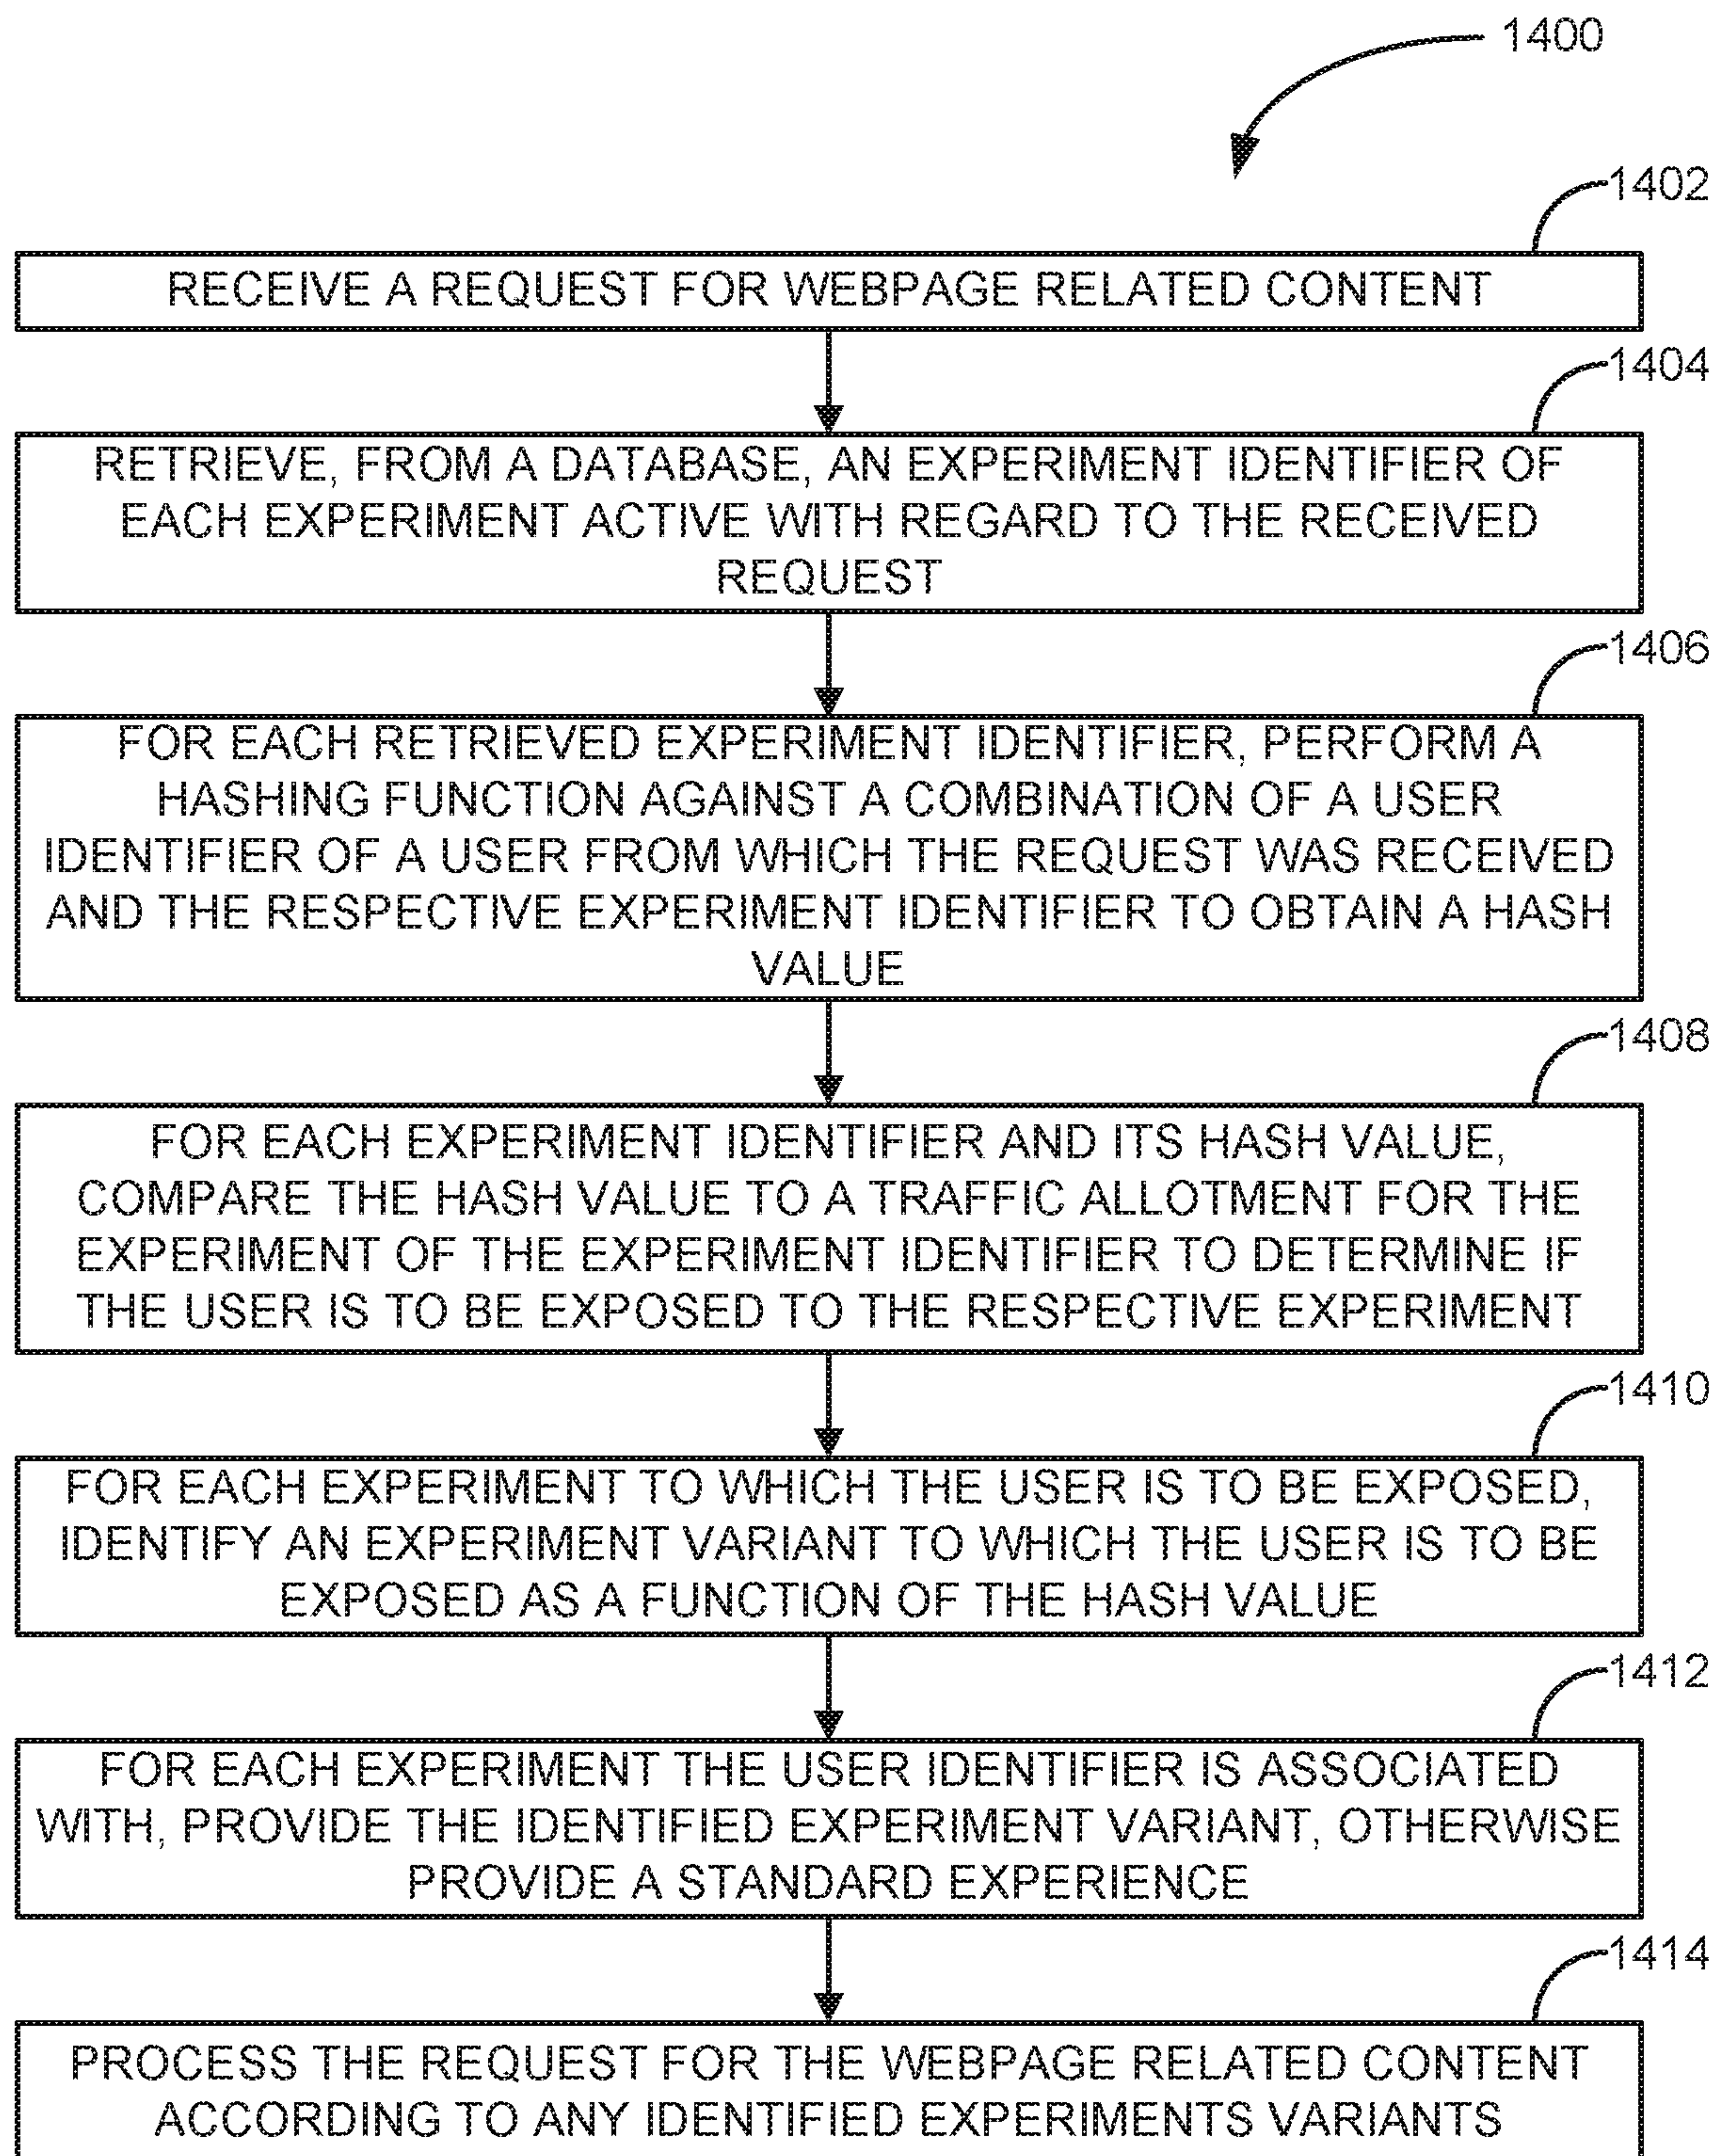 1400
1402
RECEIVE A REQUEST FOR WEBPAGE RELATED CONTENT
1404
RETRIEVE, FROM A DATABASE, AN EXPERIMENT IDENTIFIER OF
EACH EXPERIMENT ACTIVE WITH REGARD TO THE RECEIVED
REQUEST
1406
FOR EACH RETRIEVED EXPERIMENT IDENTIFIER, PERFORM A
HASHING FUNCTION AGAINST A COMBINATION OF A USER
IDENTIFIER OF A USER FROM WHICH THE REQUEST WAS RECEIVED
AND THE RESPECTIVE EXPERIMENT IDENTIFIER TO OBTAIN A HASH
VALUE
1408
FOR EACH EXPERIMENT IDENTIFIER AND ITS HASH VALUE,
COMPARE THE HASH VALUE TO A TRAFFIC ALLOTMENT FOR THE
EXPERIMENT OF THE EXPERIMENT IDENTIFIER TO DETERMINE IF
THE USER IS TO BE EXPOSED TO THE RESPECTIVE EXPERIMENT
1410
FOR EACH EXPERIMENT TO WHICH THE USER IS TO BE EXPOSED,
IDENTIFY AN EXPERIMENT VARIANT TO WHICH THE USER IS TO BE
EXPOSED AS A FUNCTION OF THE HASH VALUE
1412
FOR EACH EXPERIMENT THE USER IDENTIFIER IS ASSOCIATED
WITH, PROVIDE THE IDENTIFIED EXPERIMENT VARIANT, OTHERWISE
PROVIDE A STANDARD EXPERIENCE
1414
PROCESS THE REQUEST FOR THE WEBPAGE RELATED CONTENT
ACCORDING TO ANY IDENTIFIED EXPERIMENTS VARIANTS